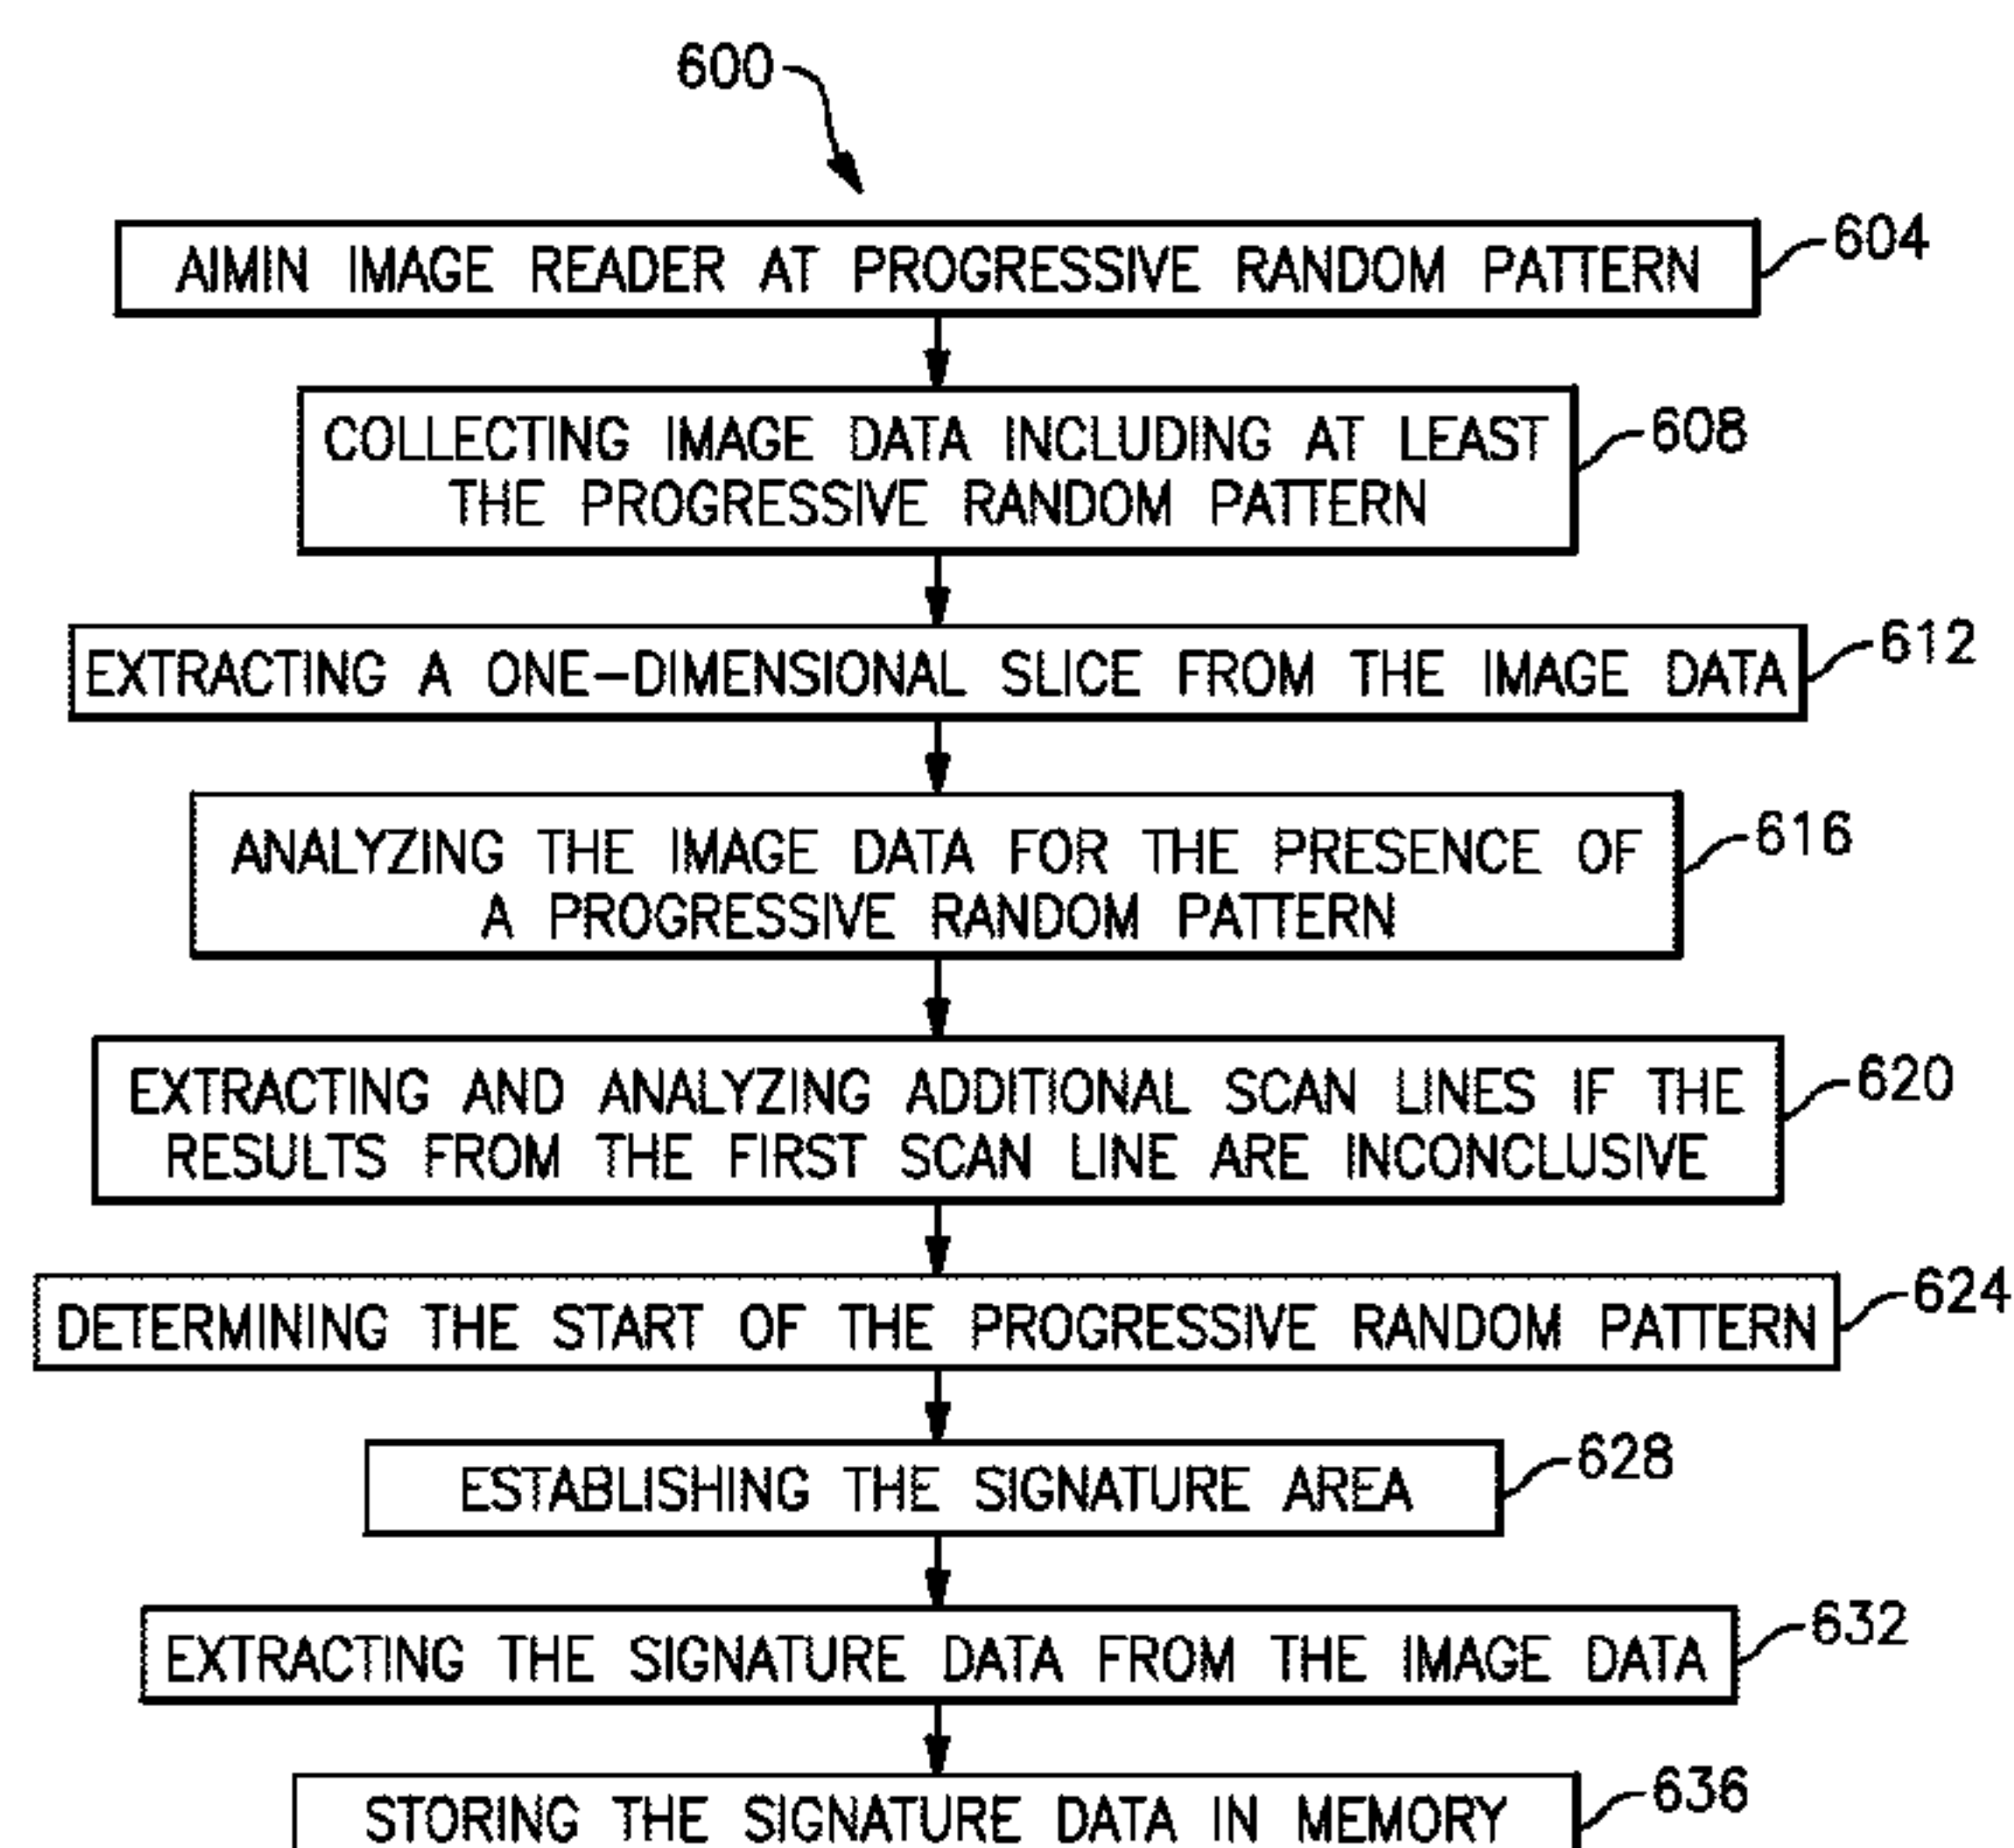 600
AIMIN IMAGE READER AT PROGRESSIVE RANDOM PATTERN
604
COLLECTING IMAGE DATA INCLUDING AT LEAST
THE PROGRESSIVE RANDOM PATTERN
608
EXTRACTING A ONE-DIMENSIONAL SLICE FROM THE IMAGE DATA
612
ANALYZING THE IMAGE DATA FOR THE PRESENCE OF
A PROGRESSIVE RANDOM PATTERN
616
EXTRACTING AND ANALYZING ADDITIONAL SCAN LINES IF THE
RESULTS FROM THE FIRST SCAN LINE ARE INCONCLUSIVE
620
DETERMINING THE START OF THE PROGRESSIVE RANDOM PATTERN
624
ESTABLISHING THE SIGNATURE AREA
628
EXTRACTING THE SIGNATURE DATA FROM THE IMAGE DATA
632
STORING THE SIGNATURE DATA IN MEMORY
636